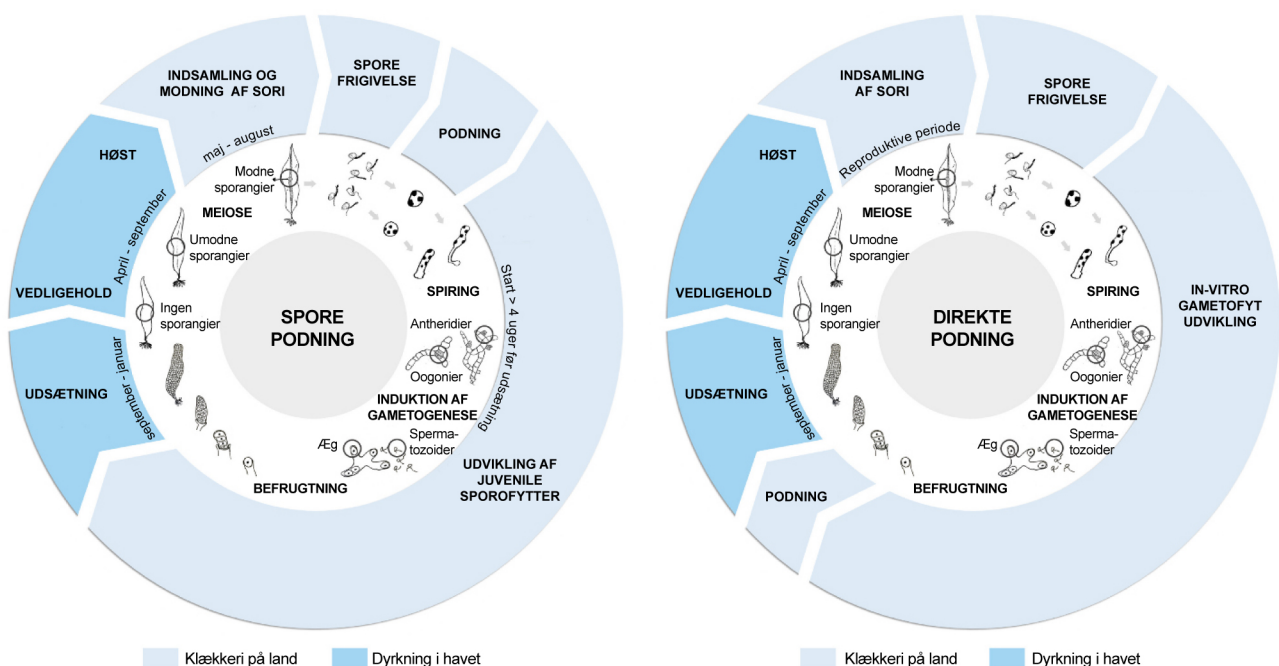 INDSAMLING OG
MODNING AF SORI
SPORE
FRIGIVELSE
PODNING
HØST
VEDLIGEHOLD
UDSÆTNING
UDVIKLING AF
JUVENILE
SPOROFYTTER
maj - august
April - september
september - januar
Start > 4 uger før udsætning
Modne
sporangier
MEIOSE
Umodne
sporangier
Ingen
sporangier
SPIRING
Antheridier
Oogonier
INDUKTION AF
GAMETOGENESE
Æg
Sperma-
tozoider
BEFRUGTNING
SPORE
PODNING
Klækkeri på land
Dyrkning i havet
INDSAMLING
AF SORI
SPORE
FRIGIVELSE
HØST
VEDLIGEHOLD
UDSÆTNING
PODNING
IN-VITRO
GAMETOFYT
UDVIKLING
Reproduktive periode
April - september
september - januar
Modne
sporangier
MEIOSE
Umodne
sporangier
Ingen
sporangier
SPIRING
Antheridier
Oogonier
INDUKTION AF
GAMETOGENESE
Æg
Sperma-
tozoider
BEFRUGTNING
DIREKTE
PODNING
Klækkeri på land
Dyrkning i havet